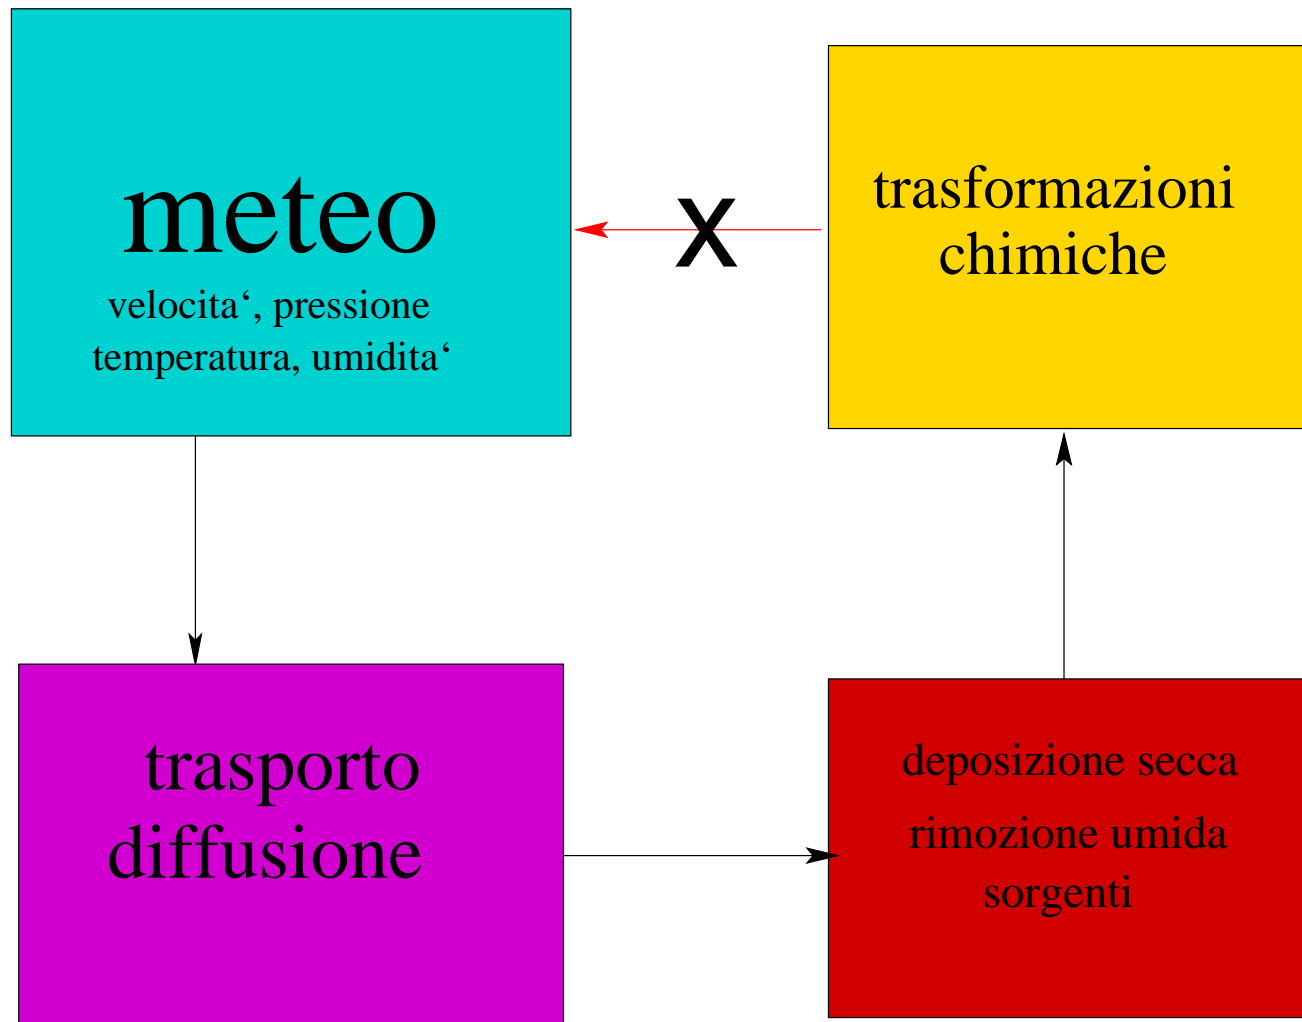 meteo
velocita‘, pressione
temperatura, umidita‘
X
trasformazioni
chimiche
trasporto
diffusione
deposizione secca
rimozione umida
sorgenti